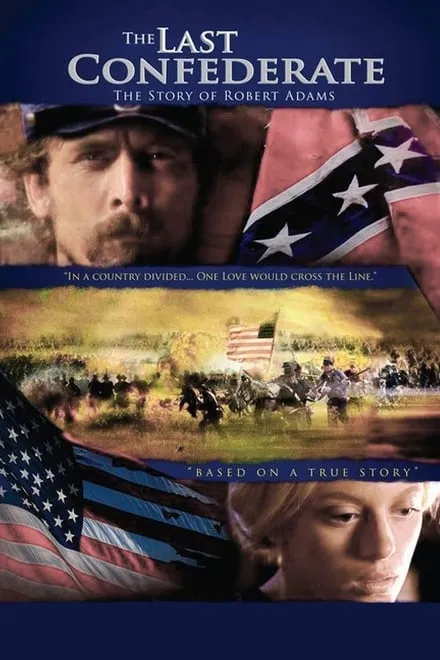 THE LAST
CONFEDERATE
THE STORY OF ROBERT ADAMS
"IN A COUNTRY DIVIDED... ONE LOVE WOULD CROSS THE LINE."
"BASED ON A TRUE STORY"